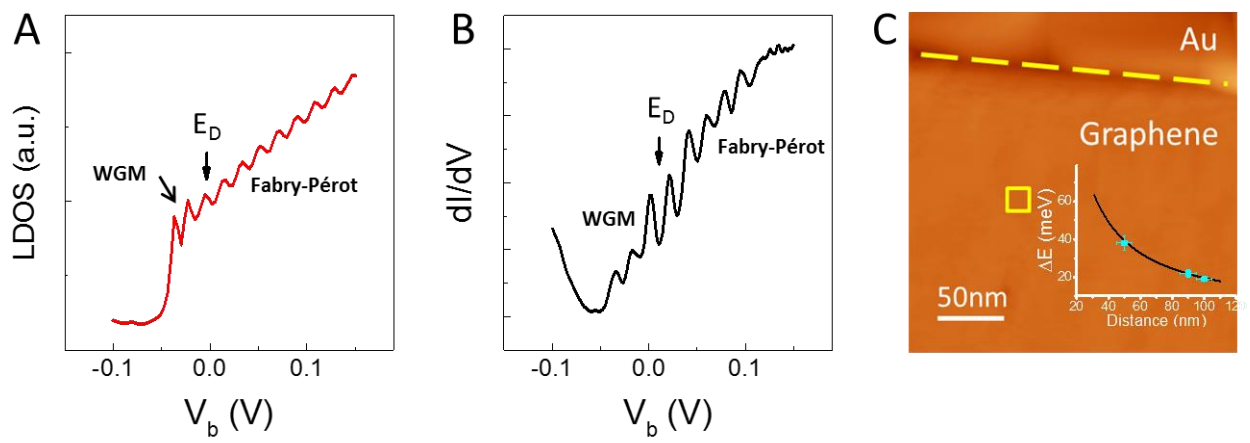 A
LDOS (a.u.)
WGM
E_D
Fabry-Pérot
-0.1
0.0
0.1
V_b (V)
B
dI/dV
WGM
E_D
Fabry-Pérot
-0.1
0.0
0.1
V_b (V)
C
Au
Graphene
50nm
ΔE (meV)
60
40
20
20
40
60
80
100
120
Distance (nm)